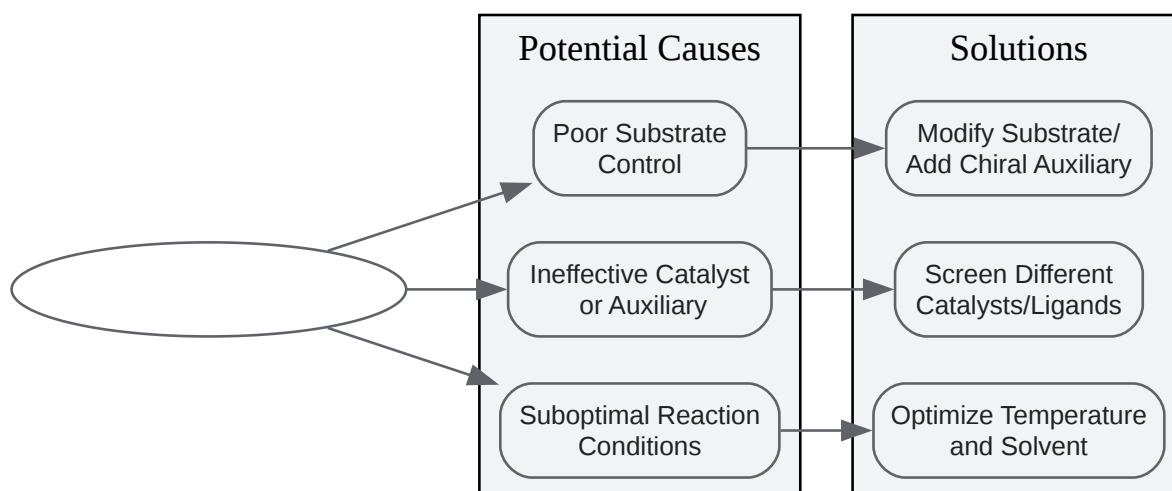 Potential Causes
Solutions
Poor Substrate
Control
Modify Substrate/
Add Chiral Auxiliary
Ineffective Catalyst
or Auxiliary
Screen Different
Catalysts/Ligands
Suboptimal Reaction
Conditions
Optimize Temperature
and Solvent